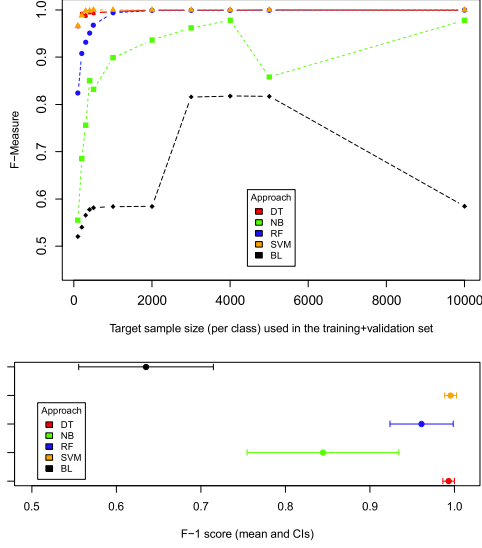 1.0
0.9
0.8
0.7
0.6
0.5
F−Measure
Approach
DT
NB
RF
SVM
BL
0 2000 4000 6000 8000 10000
Target sample size (per class) used in the training+validation set
Approach
DT
NB
RF
SVM
BL
0.5 0.6 0.7 0.8 0.9 1.0
F−1 score (mean and CIs)